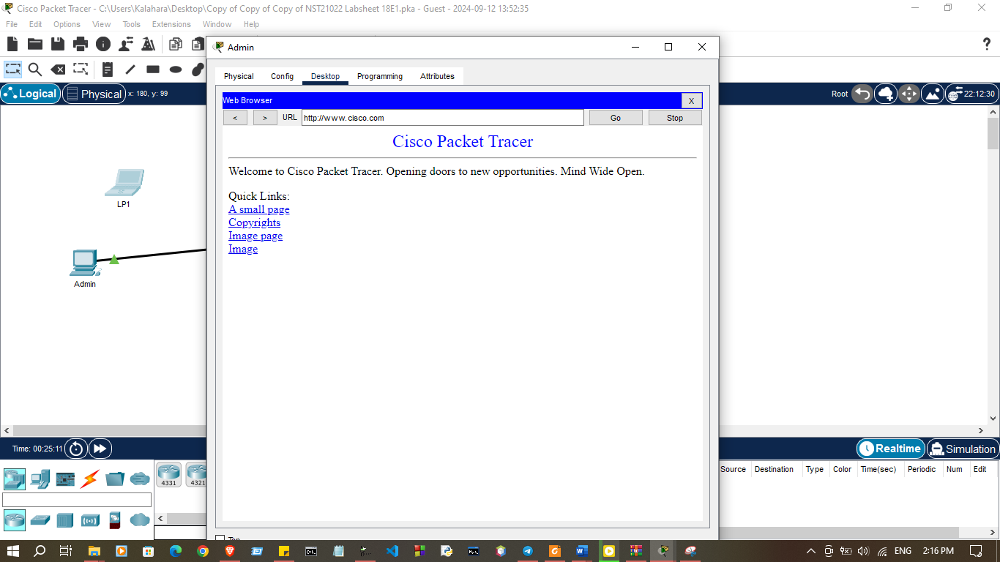 Cisco Packet Tracer - C:\Users\Kalahara\Desktop\Copy of Copy of Copy of NST21022 Labsheet 18E1.pka - Guest - 2024-09-12 13:52:35
File Edit Options View Tools Extensions Window Help
Admin
Physical Config Desktop Programming Attributes
Logical Physical x: 180, y: 99
Root 22:12:30
Web Browser X
< > URL http://www.cisco.com Go Stop
Cisco Packet Tracer
Welcome to Cisco Packet Tracer. Opening doors to new opportunities. Mind Wide Open.
Quick Links:
A small page
Copyrights
Image page
Image
LP1
Admin
Time: 00:25:11
Realtime Simulation
4331 4321
Source Destination Type Color Time(sec) Periodic Num Edit
Top
ENG 2:16 PM